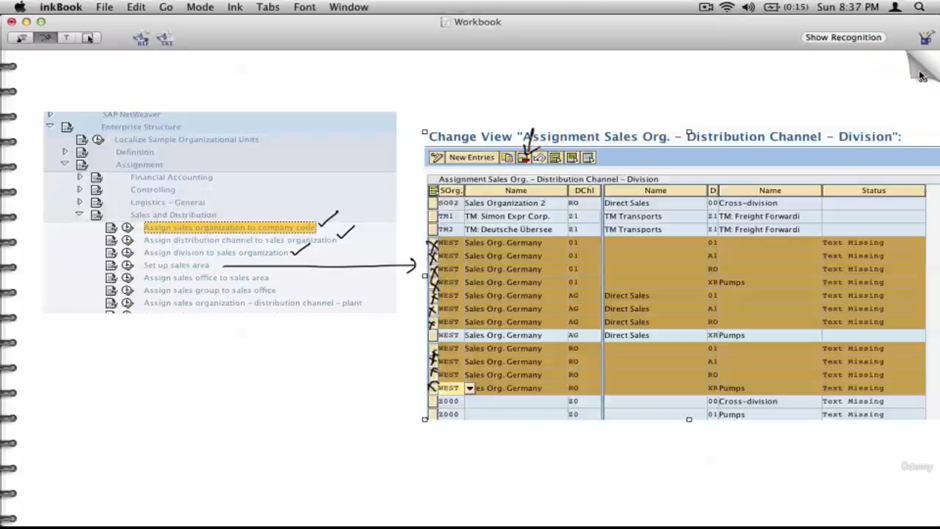 inkBook File Edit Go Mode Ink Tabs Font Window (0:15) Sun 8:37 PM
Workbook
T REF TXT Show Recognition
SAP NetWeaver
Enterprise Structure
Localize Sample Organizational Units
Definition
Assignment
Financial Accounting
Controlling
Logistics - General
Sales and Distribution
Assign sales organization to company code
Assign distribution channel to sales organization
Assign division to sales organization
Set up sales area
Assign sales office to sales area
Assign sales group to sales office
Assign sales organization - distribution channel - plant
Change View "Assignment Sales Org. - Distribution Channel - Division":
New Entries
Assignment Sales Org. - Distribution Channel - Division
SOrg. Name DChl Name D Name Status
SO02 Sales Organization 2 Direct Sales 00 Cross-division
TM1 TM: Simon Expr Corp. Z1 TM Transports Z1 TM: Freight Forwardi
TM2 TM: Deutsche Übersee Z1 TM Transports Z1 TM: Freight Forwardi
WEST Sales Org. Germany 01 01 Text Missing
WEST Sales Org. Germany 01 A1 Text Missing
WEST Sales Org. Germany 01 RO Text Missing
WEST Sales Org. Germany 01 XR Pumps Text Missing
WEST Sales Org. Germany AG Direct Sales 01 Text Missing
WEST Sales Org. Germany AG Direct Sales A1 Text Missing
WEST Sales Org. Germany AG Direct Sales RO Text Missing
WEST Sales Org. Germany AG Direct Sales XR Pumps
WEST Sales Org. Germany RO 01 Text Missing
WEST Sales Org. Germany RO A1 Text Missing
WEST Sales Org. Germany RO RO Text Missing
WEST es Org. Germany RO XR Pumps Text Missing
Z000 Z0 00 Cross-division Text Missing
Z000 Z0 01 Pumps Text Missing
Udemy